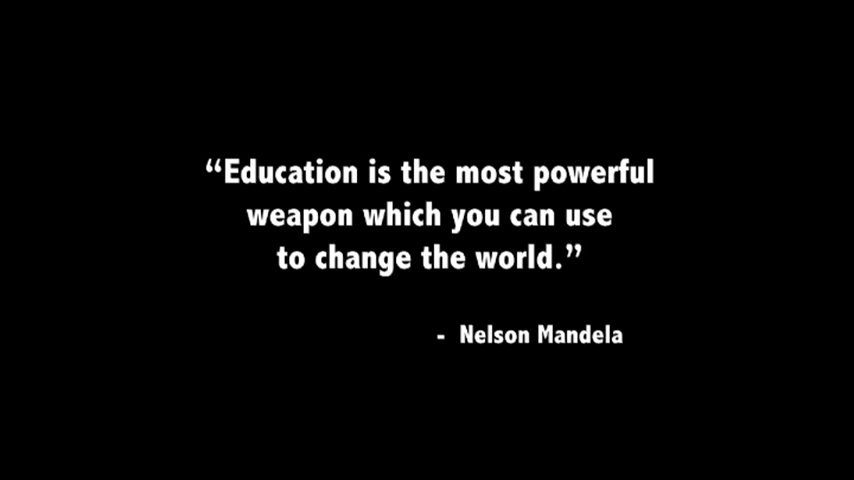 “Education is the most powerful
weapon which you can use
to change the world.”
- Nelson Mandela